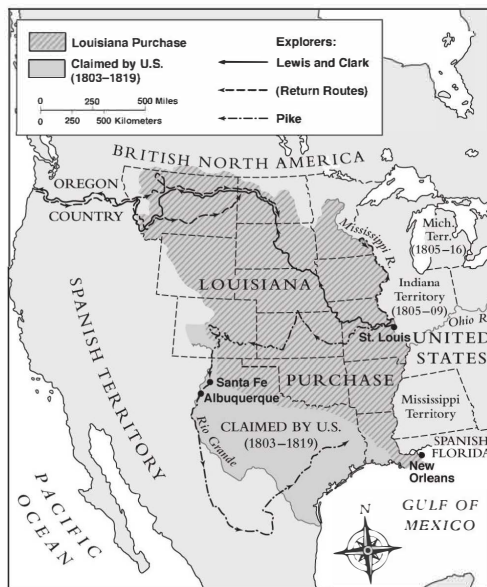 Louisiana Purchase
Claimed by U.S.
(1803–1819)
0 250 500 Miles
0 250 500 Kilometers
Explorers:
Lewis and Clark
(Return Routes)
Pike
BRITISH NORTH AMERICA
OREGON
COUNTRY
Mississippi R.
Mich.
Terr.
(1805–16)
LOUISIANA
Indiana
Territory
(1805–09)
Ohio R
St. Louis
UNITED
STATES
SPANISH TERRITORY
Santa Fe
Albuquerque
PURCHASE
Mississippi
Territory
Rio Grande
CLAIMED BY U.S.
(1803–1819)
SPANISH
FLORIDA
New
Orleans
PACIFIC
OCEAN
GULF OF
MEXICO
N